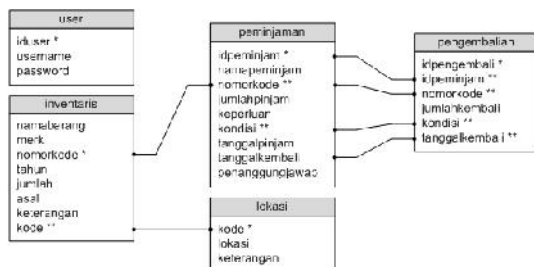 user
iduser *
username
password
inventaris
namabarang
merk
nomorkode *
tahun
jumlah
asal
keterangan
kode **
peminjaman
idpeminjam *
namapeminjam
nomorkode **
jumlahpinjam
keperluan
kondisi **
tanggalpinjam
tanggalkembali
penanggungjawab
lokasi
kode *
lokasi
keterangan
pengembalian
idpengembali *
idpeminjam **
nomorkode **
jumlahkembali
kondisi **
tanggalkembali **